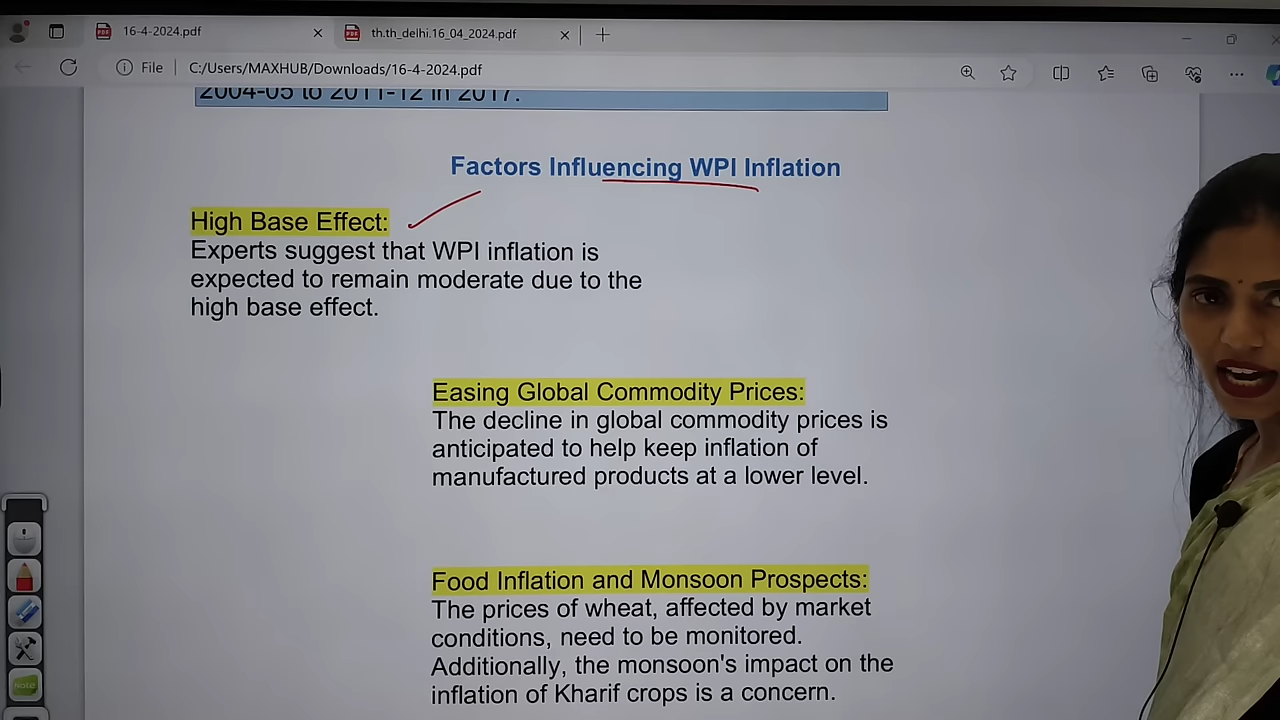 16-4-2024.pdf
th.th_delhi.16_04_2024.pdf
File
C:/Users/MAXHUB/Downloads/16-4-2024.pdf
2004-05 to 2011-12 in 2017.
Factors Influencing WPI Inflation
High Base Effect:
Experts suggest that WPI inflation is
expected to remain moderate due to the
high base effect.
Easing Global Commodity Prices:
The decline in global commodity prices is
anticipated to help keep inflation of
manufactured products at a lower level.
Food Inflation and Monsoon Prospects:
The prices of wheat, affected by market
conditions, need to be monitored.
Additionally, the monsoon's impact on the
inflation of Kharif crops is a concern.